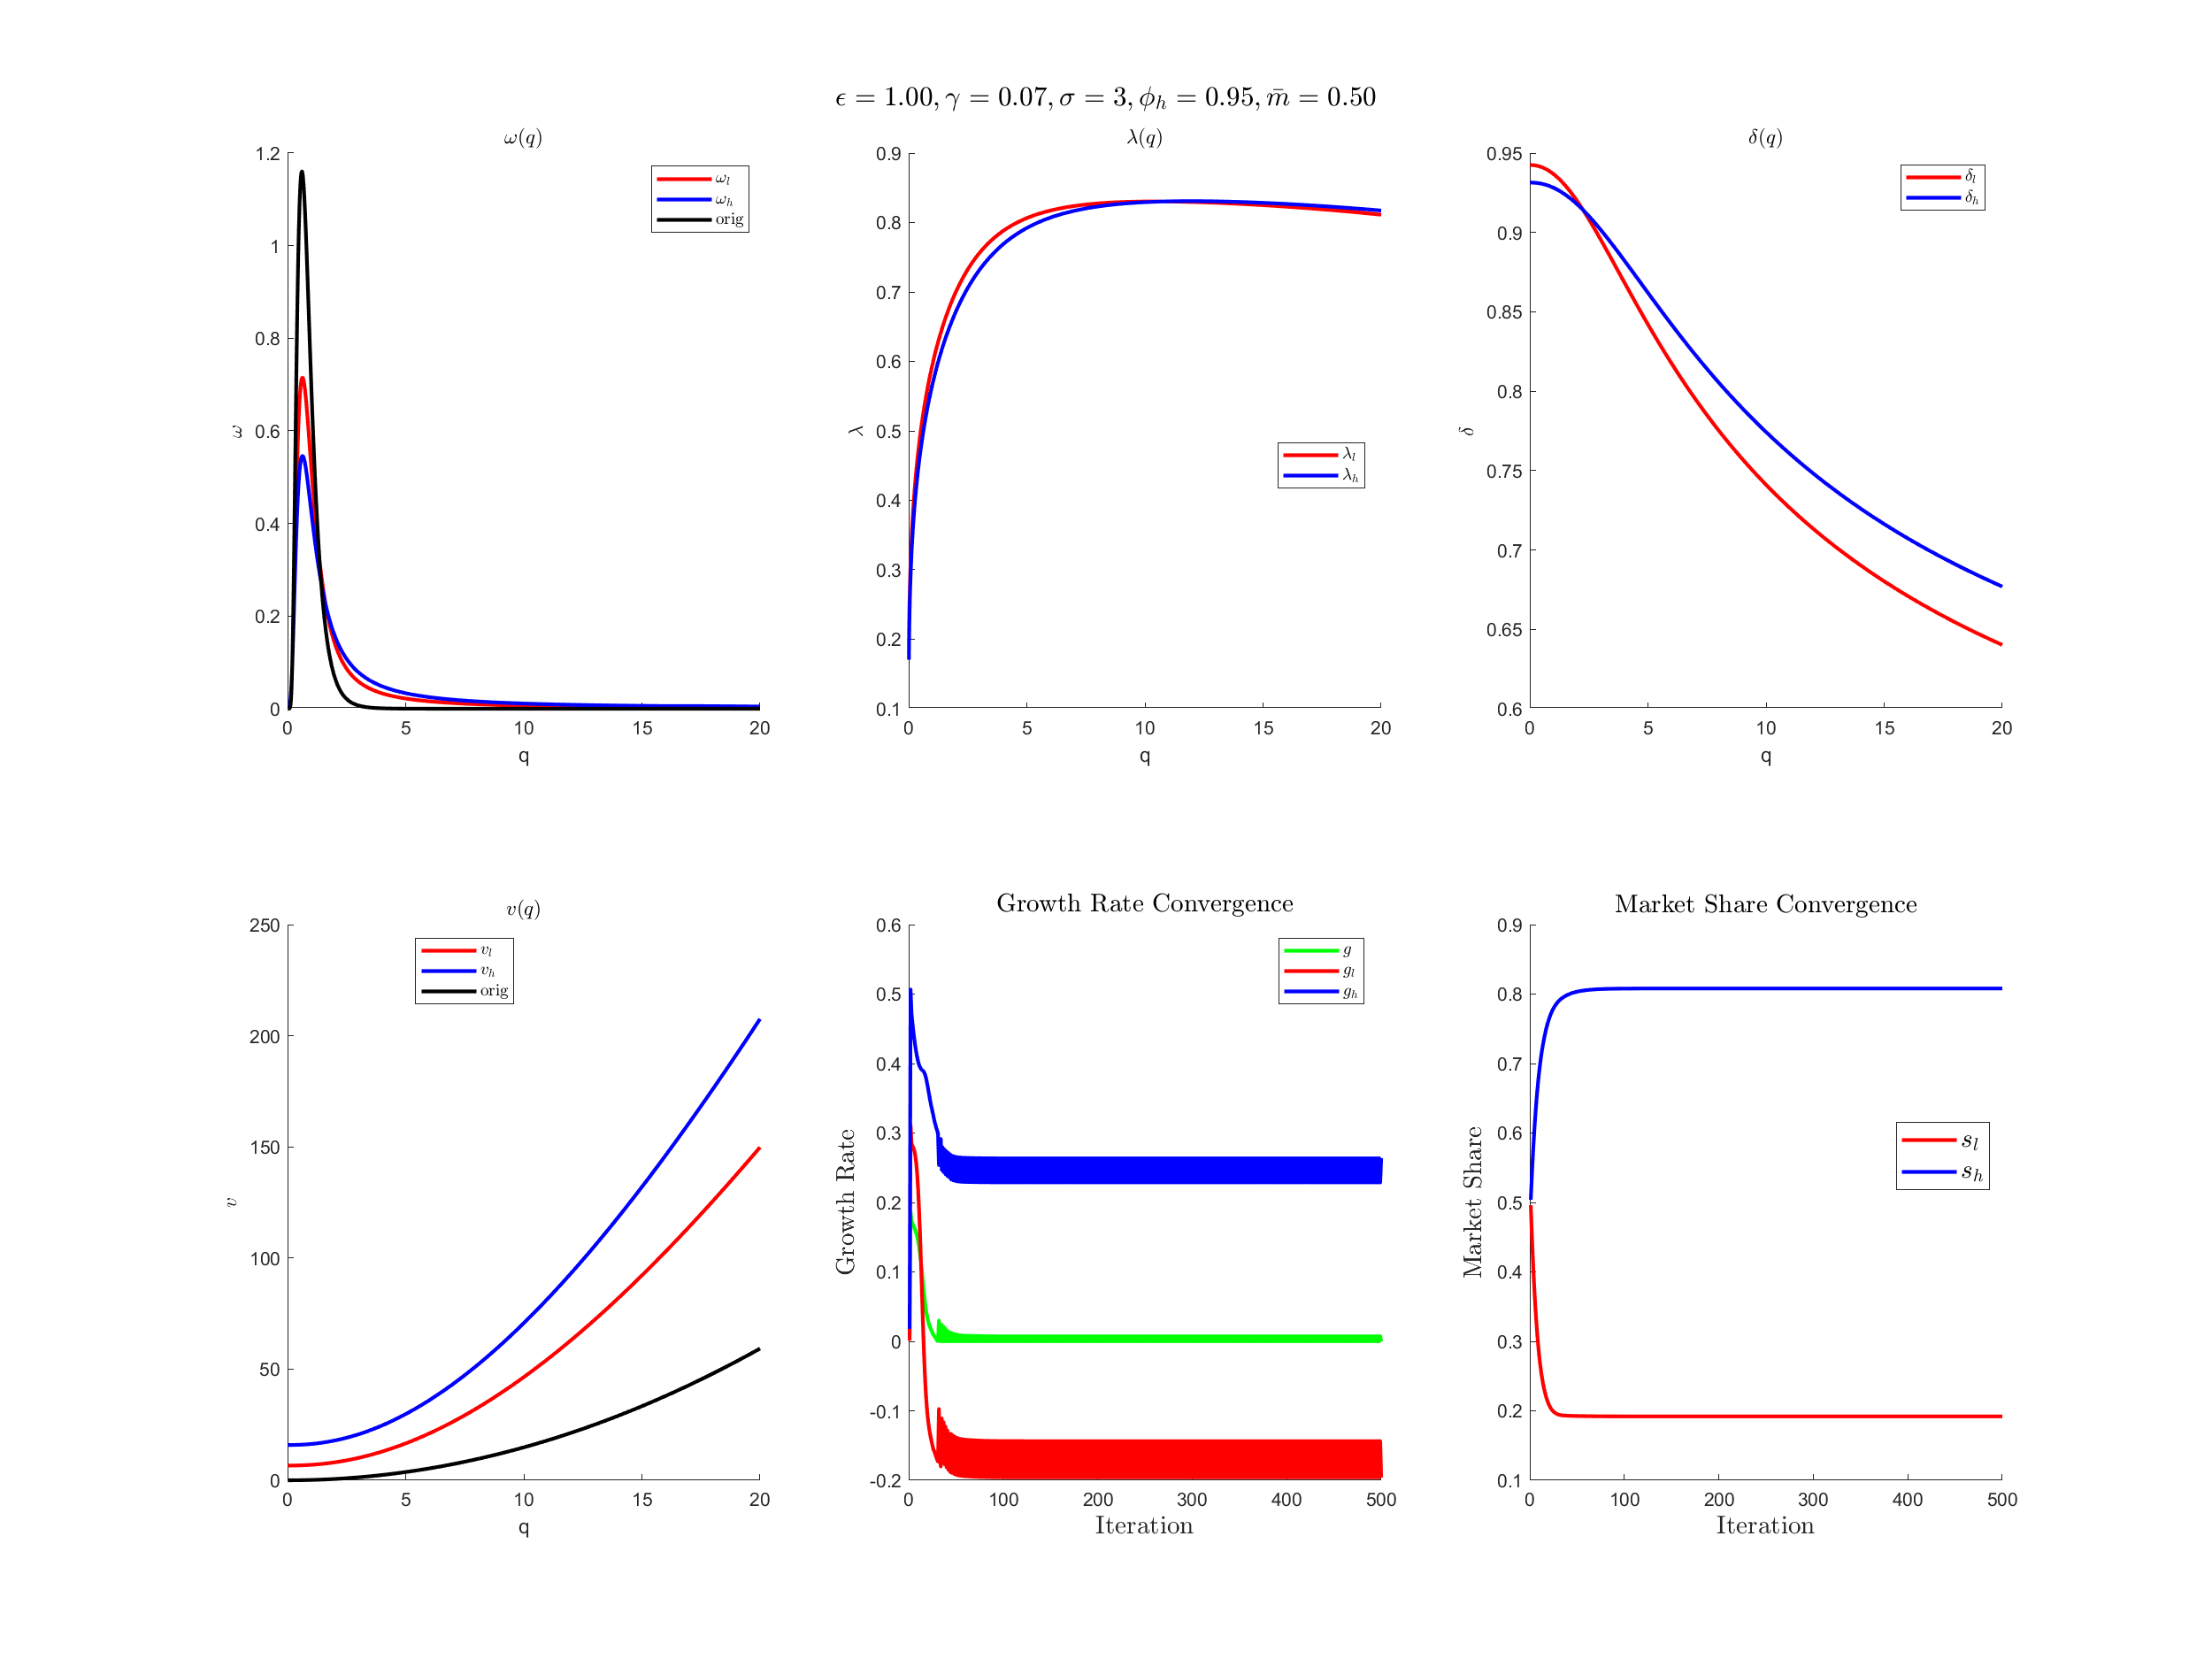 ϵ = 1.00, γ = 0.07, σ = 3, ϕ_h = 0.95, m̄ = 0.50
ω(q)
1.2
1
0.8
0.6
0.4
0.2
0
ω
0 5 10 15 20
q
ω_l
ω_h
orig
λ(q)
0.9
0.8
0.7
0.6
0.5
0.4
0.3
0.2
0.1
λ
0 5 10 15 20
q
λ_l
λ_h
δ(q)
0.95
0.9
0.85
0.8
0.75
0.7
0.65
0.6
δ
0 5 10 15 20
q
δ_l
δ_h
v(q)
250
200
150
100
50
0
v
0 5 10 15 20
q
v_l
v_h
orig
Growth Rate Convergence
0.6
0.5
0.4
0.3
0.2
0.1
0
-0.1
-0.2
Growth Rate
0 100 200 300 400 500
Iteration
g
g_l
g_h
Market Share Convergence
0.9
0.8
0.7
0.6
0.5
0.4
0.3
0.2
0.1
Market Share
0 100 200 300 400 500
Iteration
s_l
s_h